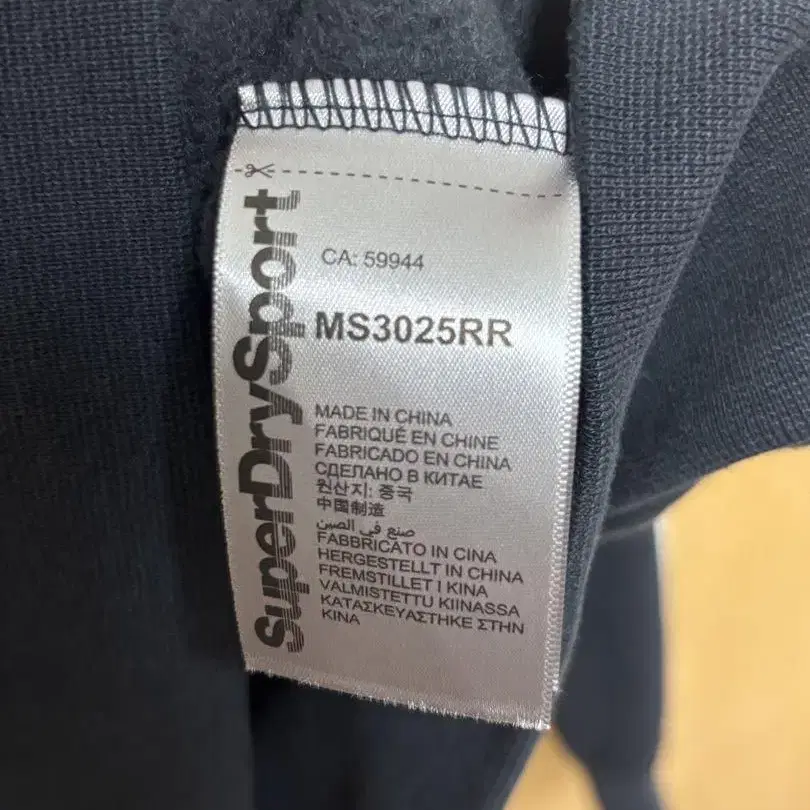 SuperDrySport
CA: 59944
MS3025RR
MADE IN CHINA
FABRIQUÉ EN CHINE
FABRICADO EN CHINA
СДЕЛАНО В КИТАЕ
원산지: 중국
中国制造
صنع في الصين
FABBRICATO IN CINA
HERGESTELLT IN CHINA
FREMSTILLET I KINA
VALMISTETTU KIINASSA
ΚΑΤΑΣΚΕΥΑΣΤΗΚΕ ΣΤΗΝ
ΚΙΝΑ